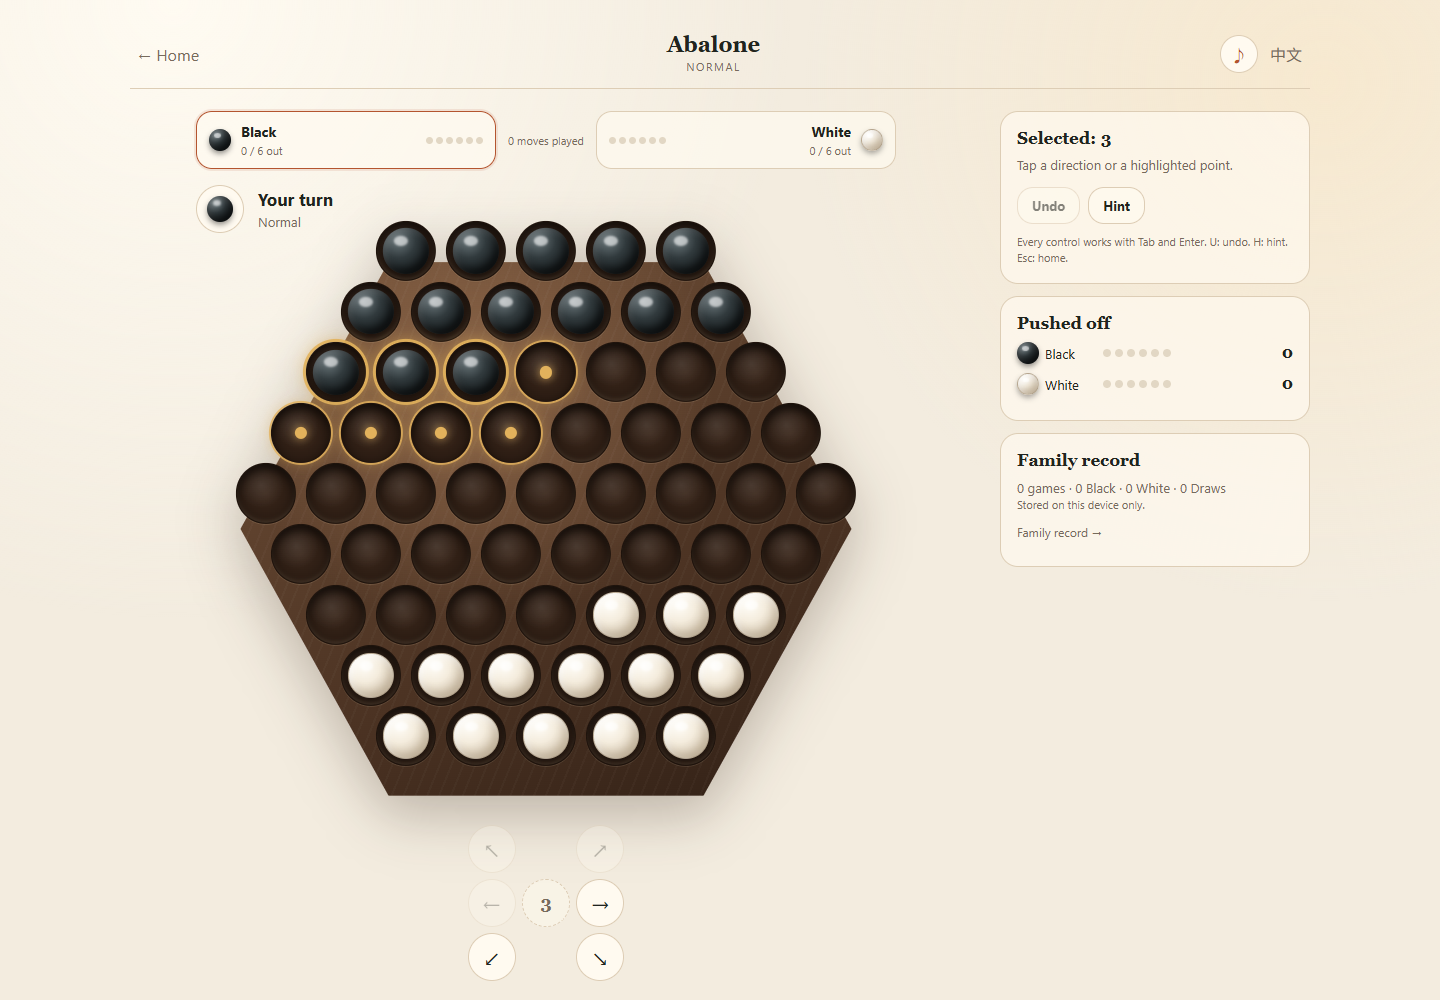 ← Home
Abalone
NORMAL
♪
中文
Black
0 / 6 out
0 moves played
White
0 / 6 out
Your turn
Normal
Selected: 3
Tap a direction or a highlighted point.
Undo
Hint
Every control works with Tab and Enter. U: undo. H: hint.
Esc: home.
Pushed off
Black
0
White
0
Family record
0 games · 0 Black · 0 White · 0 Draws
Stored on this device only.
Family record →
↖ ↗
← 3 →
↙ ↘